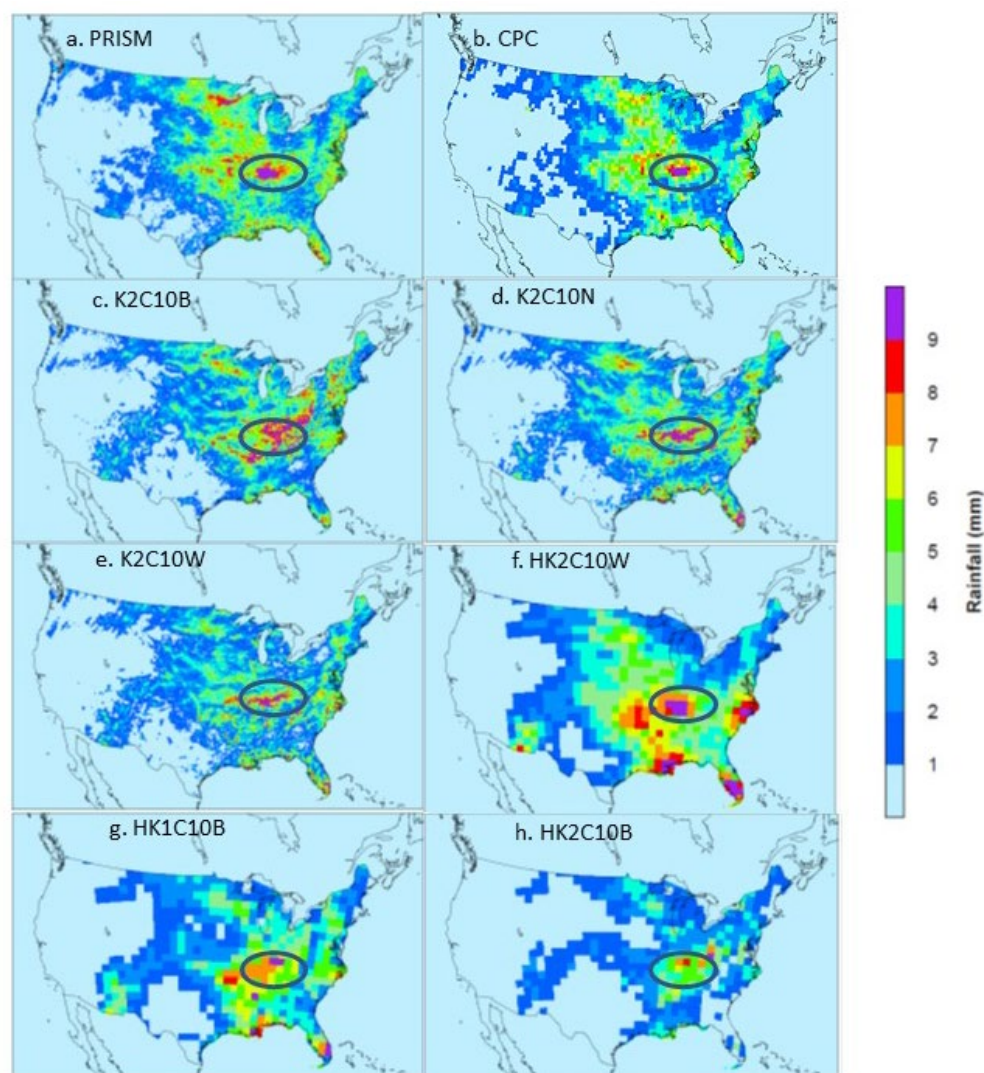 a. PRISM
b. CPC
c. K2C10B
d. K2C10N
e. K2C10W
f. HK2C10W
g. HK1C10B
h. HK2C10B
9
8
7
6
5
4
3
2
1
Rainfall (mm)